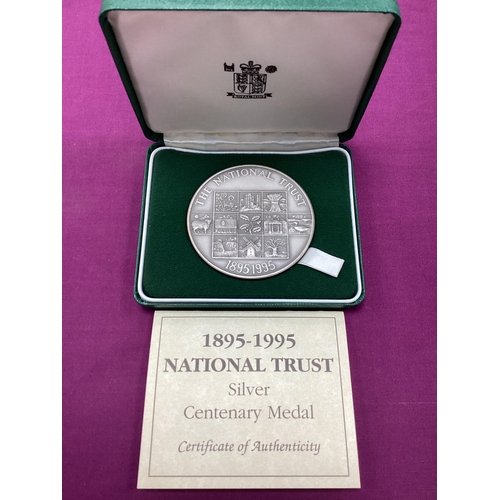 ROYAL MINT
THE NATIONAL TRUST
1895 1995
1895-1995
NATIONAL TRUST
Silver
Centenary Medal
Certificate of Authenticity